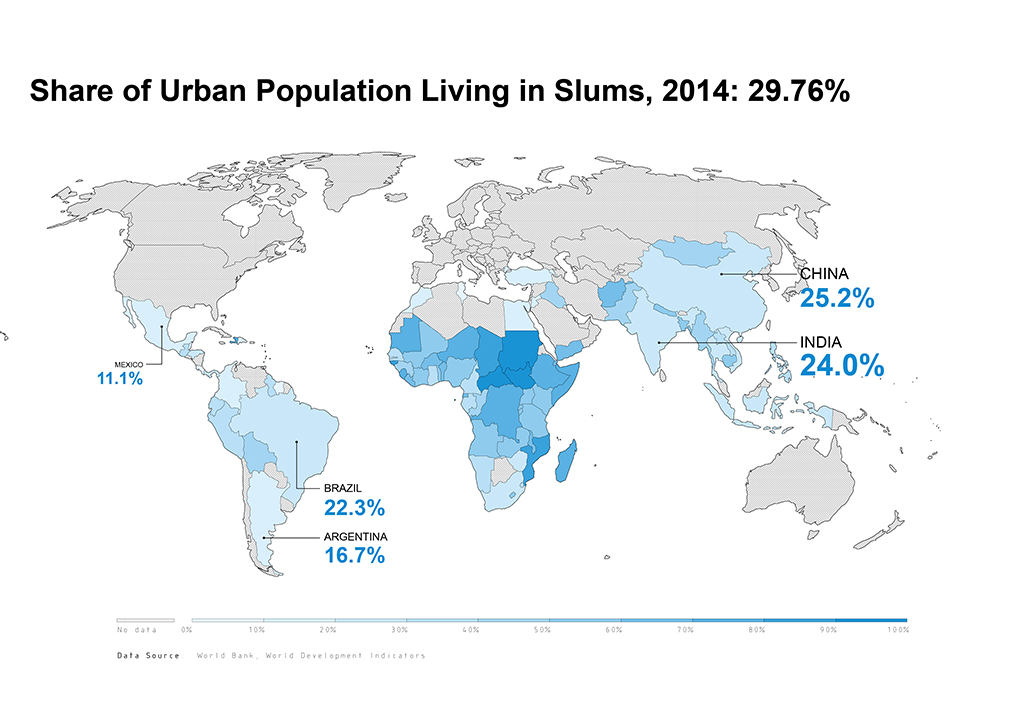 Share of Urban Population Living in Slums, 2014: 29.76%
CHINA
25.2%
INDIA
24.0%
MEXICO
11.1%
BRAZIL
22.3%
ARGENTINA
16.7%
No data 0% 10% 20% 30% 40% 50% 60% 70% 80% 90% 100%
Data Source World Bank, World Development Indicators